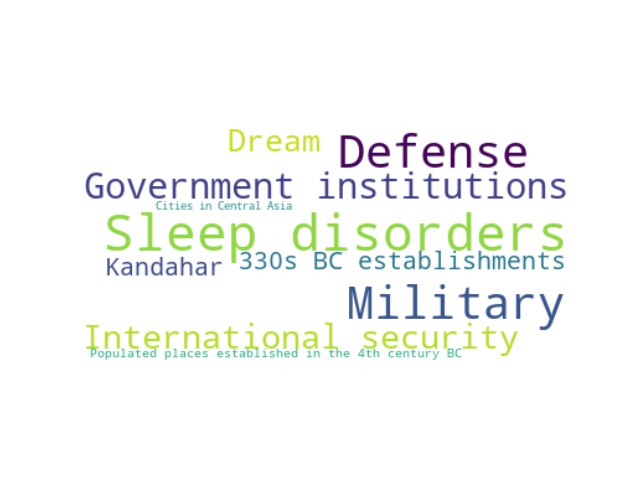 Dream
Defense
Government institutions
Cities in Central Asia
Sleep disorders
Kandahar
330s BC establishments
Military
International security
Populated places established in the 4th century BC